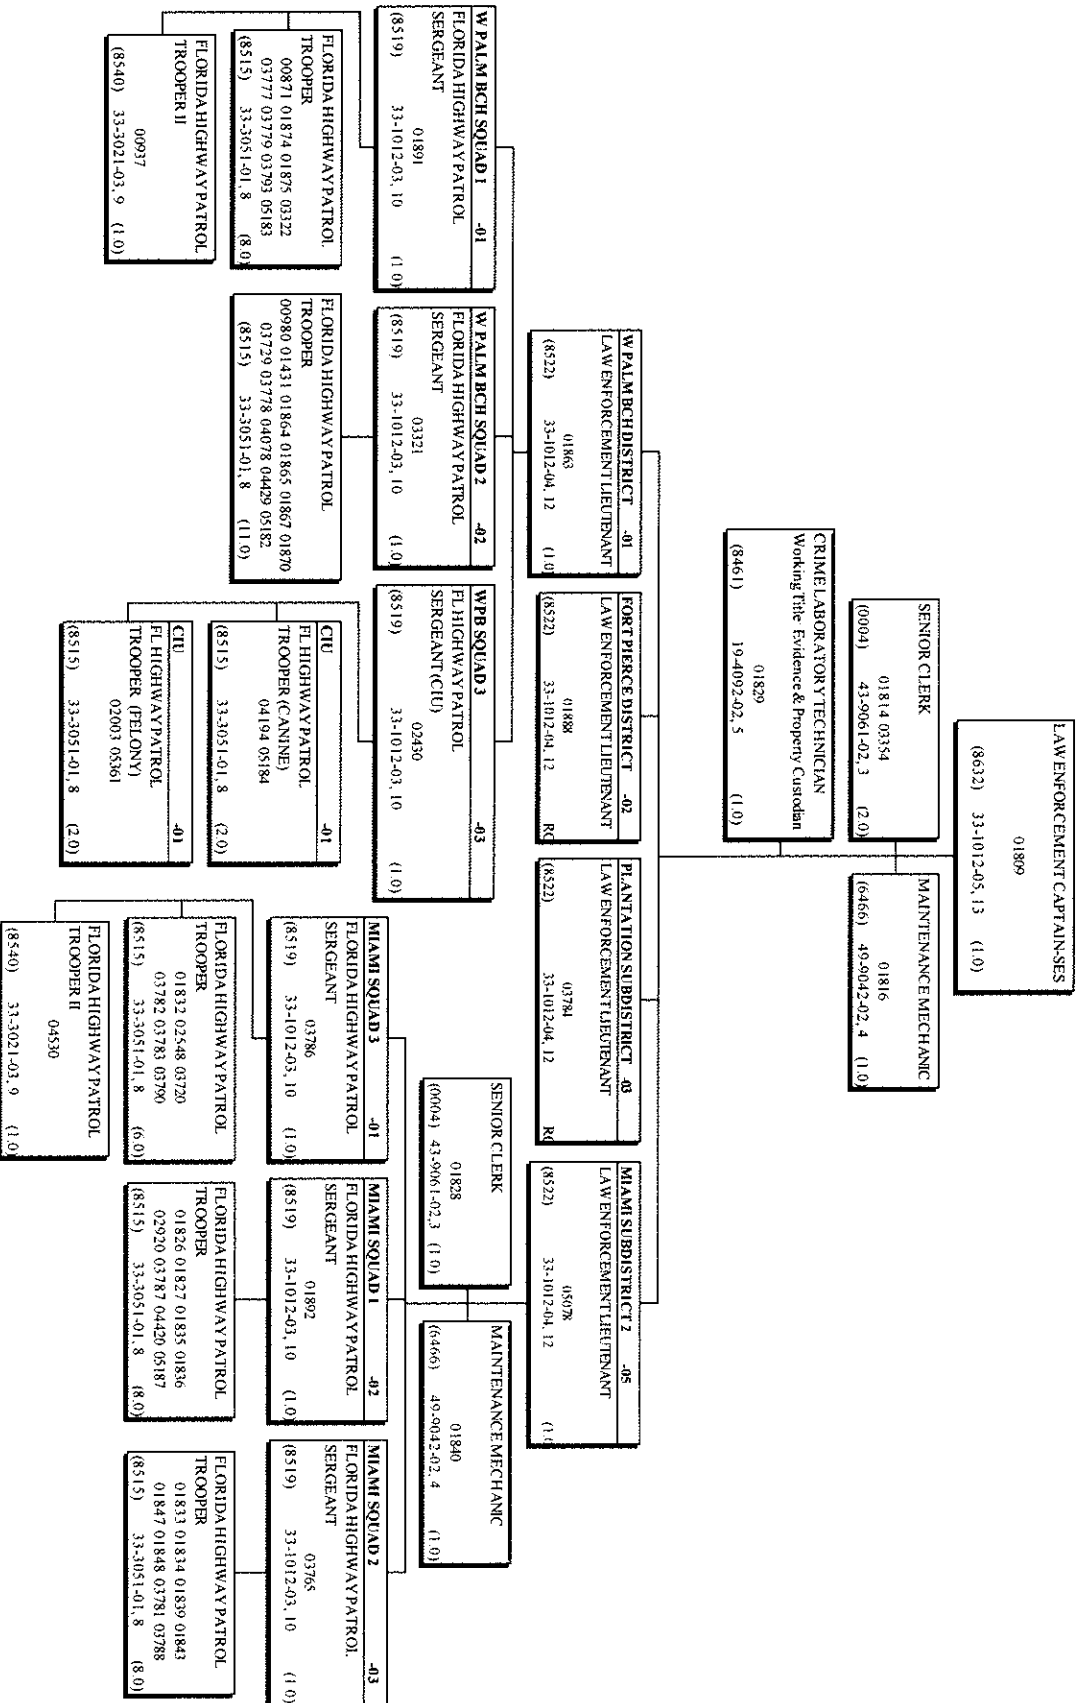 LAW ENFORCEMENT CAPTAIN-SES
01809
(8632) 33-1012-05, 13 (1.0)
SENIOR CLERK
01814 03354
(0004) 43-9061-02, 3 (2.0)
MAINTENANCE MECHANIC
01816
(6466) 49-9042-02, 4 (1.0)
CRIME LABORATORY TECHNICIAN
Working Title Evidence & Property Custodian
01829
(8461) 19-4092-02, 5 (1.0)
W PALM BCH DISTRICT -01
LAW ENFORCEMENT LIEUTENANT
01863
(8522) 33-1012-04, 12 (1.0)
FORT PIERCE DISTRICT -02
LAW ENFORCEMENT LIEUTENANT
01888
(8522) 33-1012-04, 12 RC
PLANTATION SUBDISTRICT -03
LAW ENFORCEMENT LIEUTENANT
03784
(8522) 33-1012-04, 12 RC
MIAMI SUBDISTRICT 2 -05
LAW ENFORCEMENT LIEUTENANT
05078
(8522) 33-1012-04, 12 (1.0
SENIOR CLERK
01828
(0004) 43-9061-02,3 (1.0)
MAINTENANCE MECHANIC
01840
(6466) 49-9042-02, 4 (1.0)
W PALM BCH SQUAD 1 -01
FLORIDA HIGHWAY PATROL
SERGEANT
01891
(8519) 33-1012-03, 10 (1.0)
W PALM BCH SQUAD 2 -02
FLORIDA HIGHWAY PATROL
SERGEANT
03321
(8519) 33-1012-03, 10 (1.0)
WPB SQUAD 3 -03
FL HIGHWAY PATROL
SERGEANT (CIU)
02430
(8519) 33-1012-03, 10 (1.0)
MIAMI SQUAD 3 -01
FLORIDA HIGHWAY PATROL
SERGEANT
03786
(8519) 33-1012-03, 10 (1.0)
MIAMI SQUAD 1 -02
FLORIDA HIGHWAY PATROL
SERGEANT
01892
(8519) 33-1012-03, 10 (1.0)
MIAMI SQUAD 2 -03
FLORIDA HIGHWAY PATROL
SERGEANT
03765
(8519) 33-1012-03, 10 (1.0)
FLORIDA HIGHWAY PATROL
TROOPER
00871 01874 01875 03322
03777 03779 03793 05183
(8515) 33-3051-01, 8 (8.0)
FLORIDA HIGHWAY PATROL
TROOPER
00980 01431 01864 01865 01867 01870
03729 03778 04078 04429 05182
(8515) 33-3051-01, 8 (11.0)
CIU -01
FL HIGHWAY PATROL
TROOPER (CANINE)
04194 05184
(8515) 33-3051-01, 8 (2.0)
FLORIDA HIGHWAY PATROL
TROOPER
01832 02548 03720
03782 03783 03790
(8515) 33-3051-01, 8 (6.0)
FLORIDA HIGHWAY PATROL
TROOPER
01826 01827 01835 01836
02920 03787 04420 05187
(8515) 33-3051-01, 8 (8.0)
FLORIDA HIGHWAY PATROL
TROOPER
01833 01834 01839 01843
01847 01848 03781 03788
(8515) 33-3051-01, 8 (8.0)
FLORIDA HIGHWAY PATROL
TROOPER II
00937
(8540) 33-3021-03, 9 (1.0)
CIU -01
FL HIGHWAY PATROL
TROOPER (FELONY)
02003 05361
(8515) 33-3051-01, 8 (2.0)
FLORIDA HIGHWAY PATROL
TROOPER II
04530
(8540) 33-3021-03, 9 (1.0)